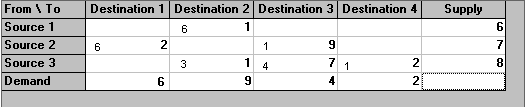 From \ To Destination 1 Destination 2 Destination 3 Destination 4 Supply
Source 1 6 1 6
Source 2 6 2 1 9 7
Source 3 3 1 4 7 1 2 8
Demand 6 9 4 2